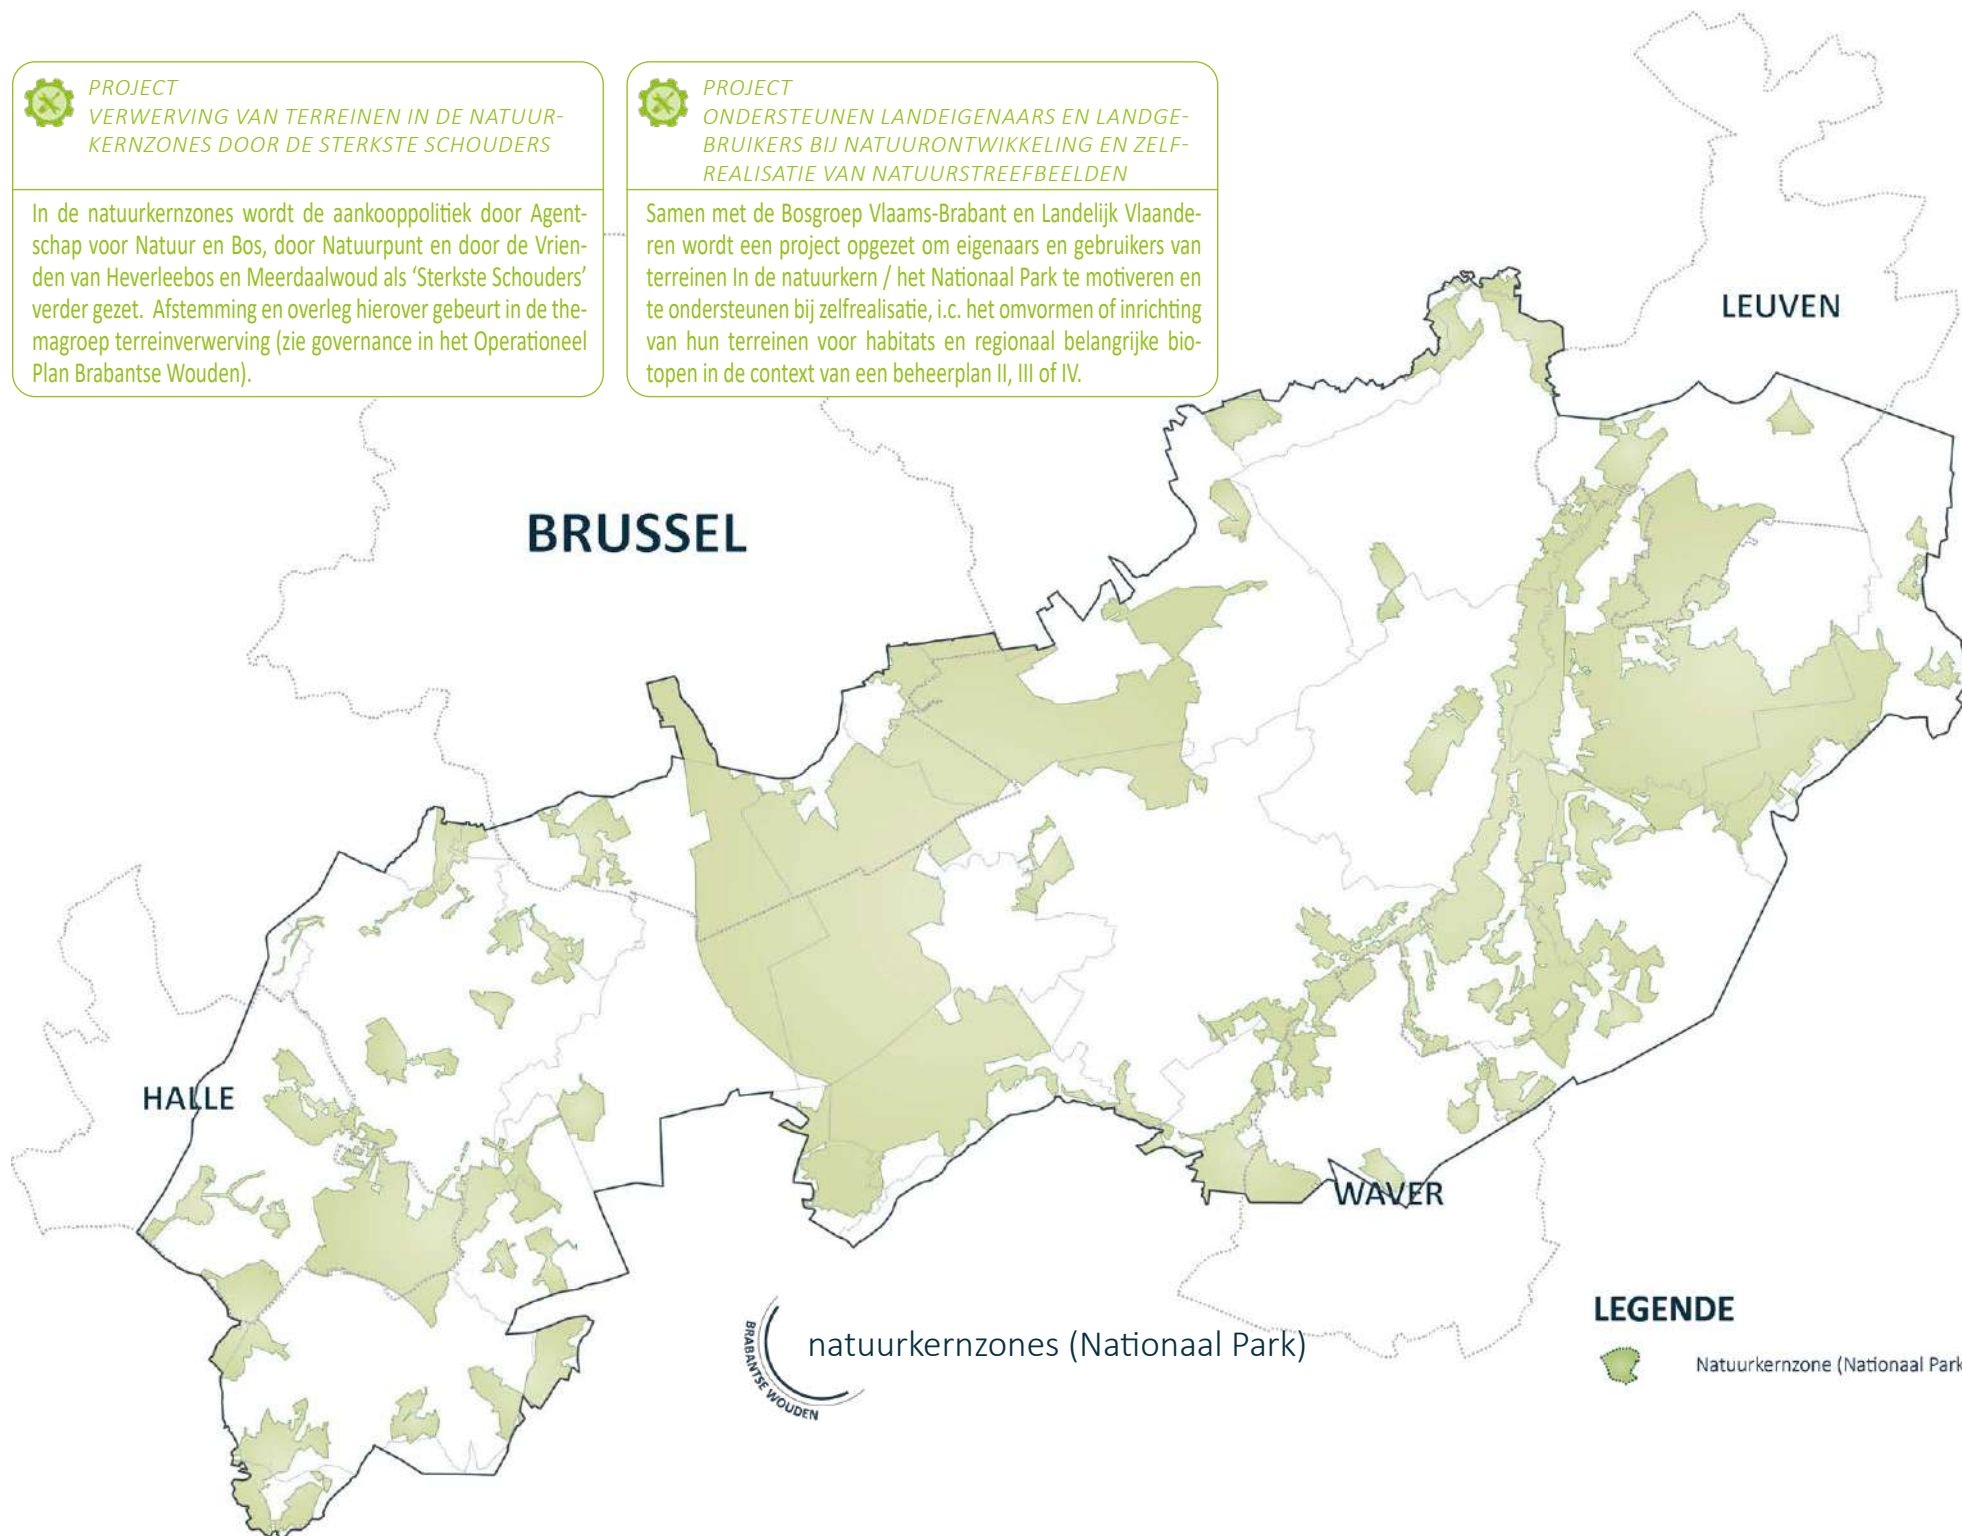 PROJECT
VERWERVING VAN TERREINEN IN DE NATUUR-
KERNZONES DOOR DE STERKSTE SCHOUDERS
In de natuurkernzones wordt de aankooppolitiek door Agent-
schap voor Natuur en Bos, door Natuurpunt en door de Vrien-
den van Heverleebos en Meerdaalwoud als ‘Sterkste Schouders’
verder gezet. Afstemming en overleg hierover gebeurt in de the-
magroep terreinverwerving (zie governance in het Operationeel
Plan Brabantse Wouden).
PROJECT
ONDERSTEUNEN LANDEIGENAARS EN LANDGE-
BRUIKERS BIJ NATUURONTWIKKELING EN ZELF-
REALISATIE VAN NATUURSTREEFBEELDEN
Samen met de Bosgroep Vlaams-Brabant en Landelijk Vlaande-
ren wordt een project opgezet om eigenaars en gebruikers van
terreinen In de natuurkern / het Nationaal Park te motiveren en
te ondersteunen bij zelfrealisatie, i.c. het omvormen of inrichting
van hun terreinen voor habitats en regionaal belangrijke bio-
topen in de context van een beheerplan II, III of IV.
LEUVEN
BRUSSEL
HALLE
WAVER
BRABANTSE WOUDEN
natuurkernzones (Nationaal Park)
LEGENDE
Natuurkernzone (Nationaal Park